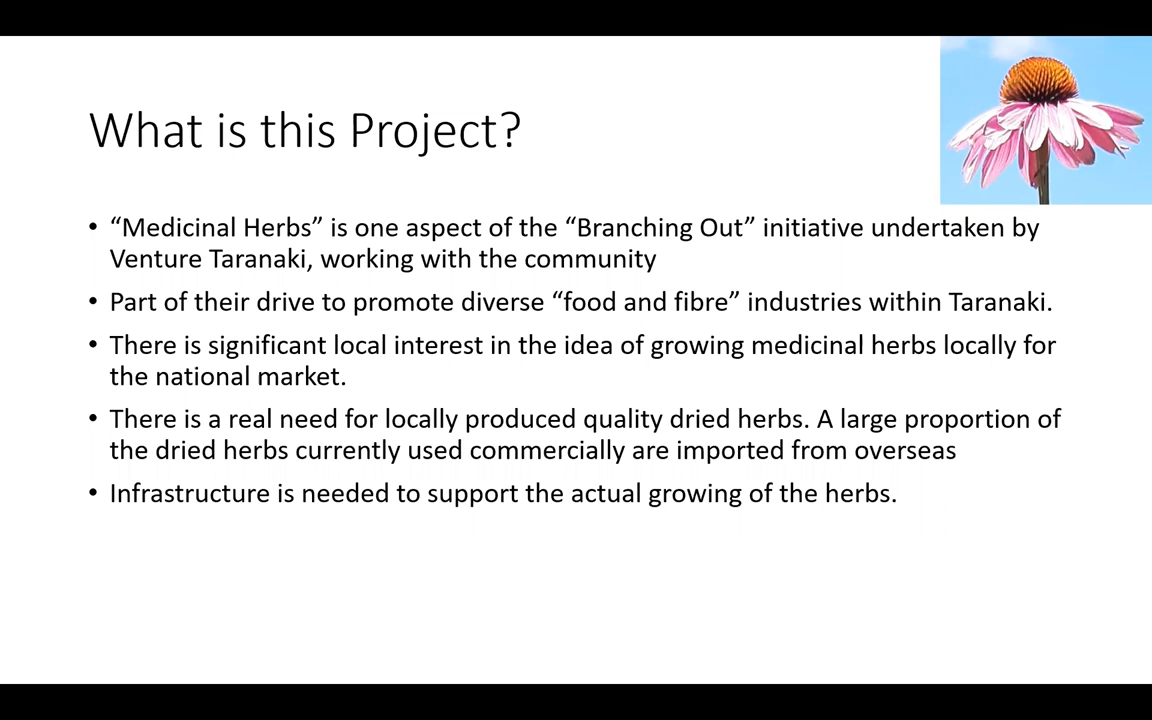 What is this Project?
• “Medicinal Herbs” is one aspect of the “Branching Out” initiative undertaken by
Venture Taranaki, working with the community
• Part of their drive to promote diverse “food and fibre” industries within Taranaki.
• There is significant local interest in the idea of growing medicinal herbs locally for
the national market.
• There is a real need for locally produced quality dried herbs. A large proportion of
the dried herbs currently used commercially are imported from overseas
• Infrastructure is needed to support the actual growing of the herbs.